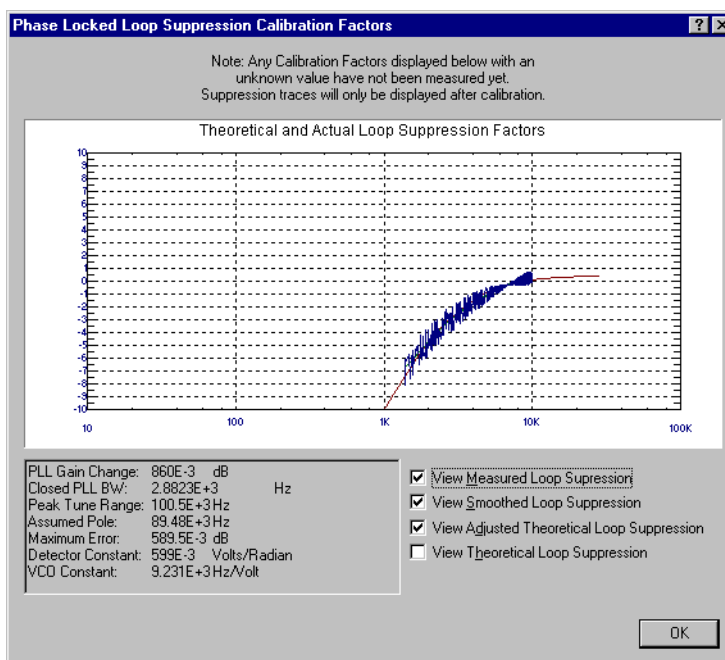 Phase Locked Loop Suppression Calibration Factors
Note: Any Calibration Factors displayed below with an
unknown value have not been measured yet.
Suppression traces will only be displayed after calibration.
Theoretical and Actual Loop Suppression Factors
10
9
8
7
6
5
4
3
2
1
0
-1
-2
-3
-4
-5
-6
-7
-8
-9
-10
10 100 1K 10K 100K
PLL Gain Change: 860E-3 dB
Closed PLL BW: 2.8823E+3 Hz
Peak Tune Range: 100.5E+3 Hz
Assumed Pole: 89.48E+3 Hz
Maximum Error: 589.5E-3 dB
Detector Constant: 599E-3 Volts/Radian
VCO Constant: 9.231E+3 Hz/Volt
View Measured Loop Supression
View Smoothed Loop Suppression
View Adjusted Theoretical Loop Suppression
View Theoretical Loop Suppression
OK